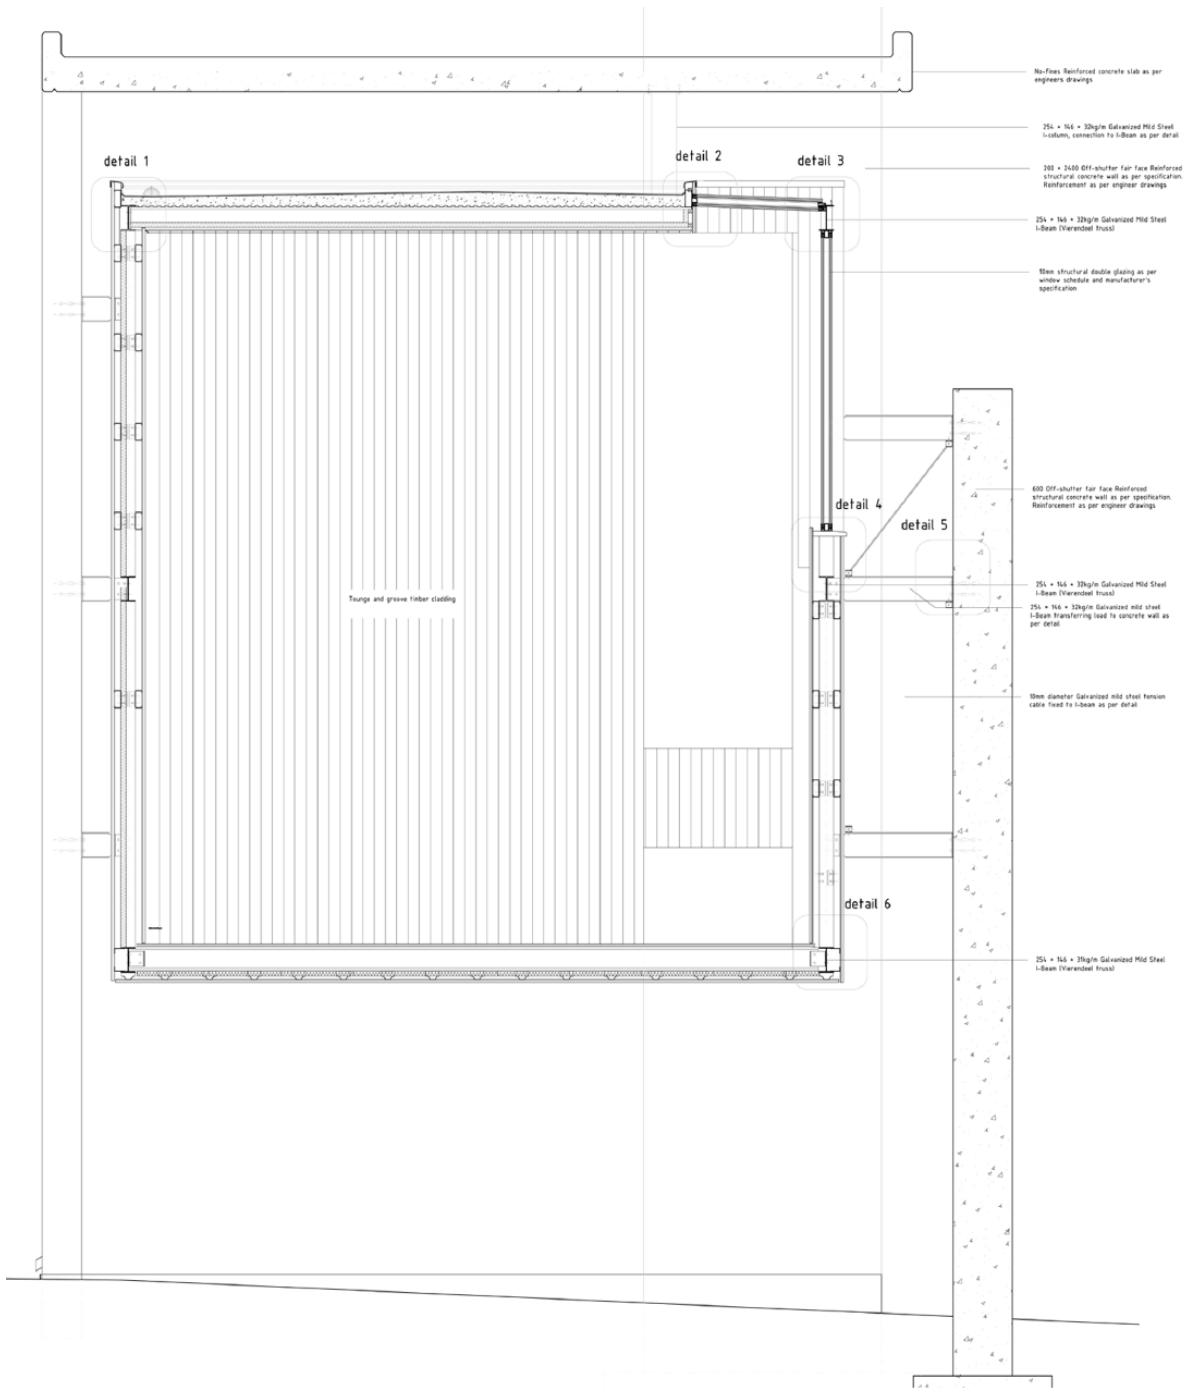 No-fines Reinforced concrete slab as per
engineers drawings
254 * 146 * 32kg/m Galvanized Mild Steel
I-column, connection to I-Beam as per detail
detail 1
detail 2
detail 3
200 * 2400 Off-shutter fair face Reinforced
structural concrete wall as per specification.
Reinforcement as per engineer drawings
254 * 146 * 32kg/m Galvanized Mild Steel
I-Beam (Vierendeel truss)
10mm structural double glazing as per
window schedule and manufacturer's
specification
detail 4
detail 5
600 Off-shutter fair face Reinforced
structural concrete wall as per specification.
Reinforcement as per engineer drawings
Tounge and groove timber cladding
254 * 146 * 32kg/m Galvanized Mild Steel
I-Beam (Vierendeel truss)
254 * 146 * 32kg/m Galvanized mild steel
I-Beam transferring load to concrete wall as
per detail
10mm diameter Galvanized mild steel tension
cable fixed to I-beam as per detail
detail 6
254 * 146 * 31kg/m Galvanized Mild Steel
I-Beam (Vierendeel truss)